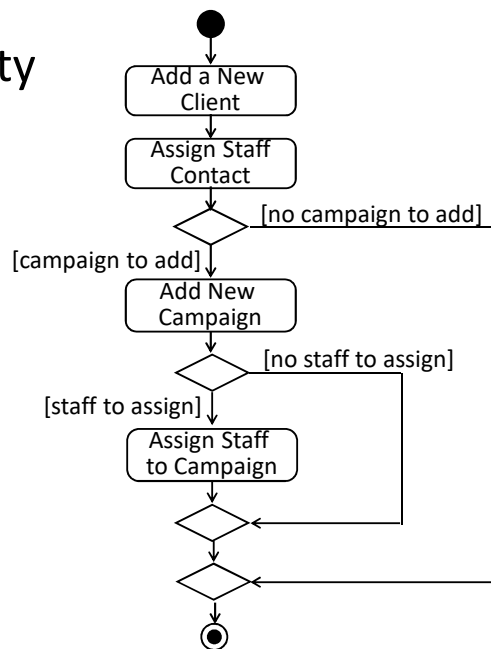 ty
Add a New
Client
Assign Staff
Contact
[no campaign to add]
[campaign to add]
Add New
Campaign
[no staff to assign]
[staff to assign]
Assign Staff
to Campaign